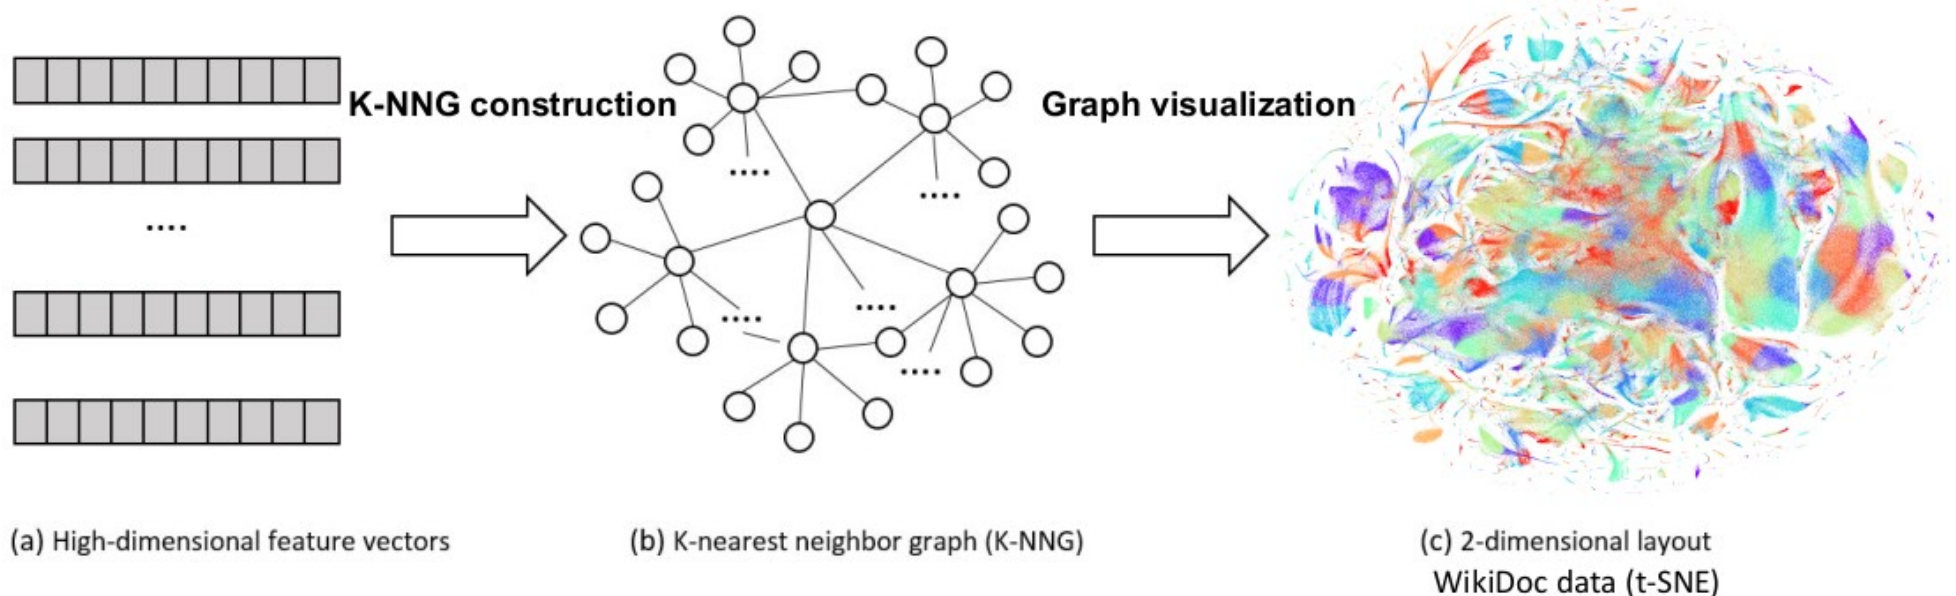 K-NNG construction
Graph visualization
....
....
....
....
....
....
(a) High-dimensional feature vectors
(b) K-nearest neighbor graph (K-NNG)
(c) 2-dimensional layout
WikiDoc data (t-SNE)